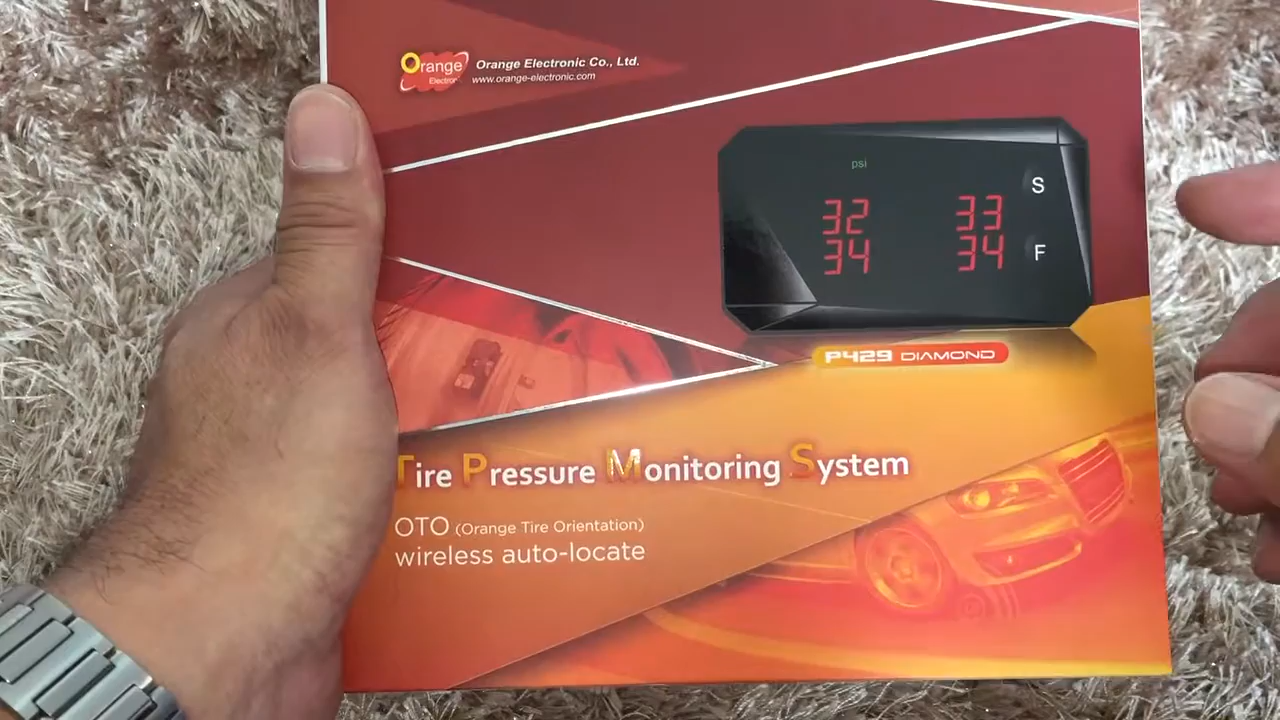 Orange
Electronic
Orange Electronic Co., Ltd.
www.orange-electronic.com
psi
32 33
34 34
S
F
P429 DIAMOND
Tire Pressure Monitoring System
OTO (Orange Tire Orientation)
wireless auto-locate